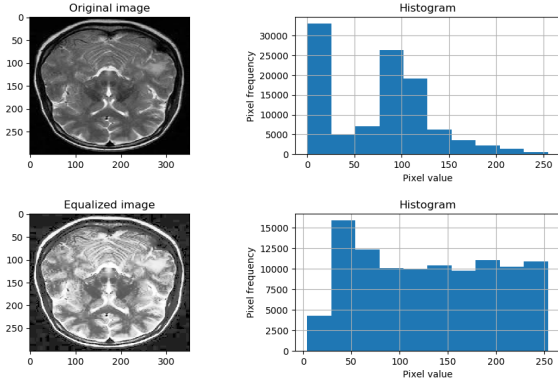 Original image
0
50
100
150
200
250
0 100 200 300
Histogram
30000
25000
20000
15000
10000
5000
0
0 50 100 150 200 250
Pixel frequency
Pixel value
Equalized image
0
50
100
150
200
250
0 100 200 300
Histogram
15000
12500
10000
7500
5000
2500
0
0 50 100 150 200 250
Pixel frequency
Pixel value